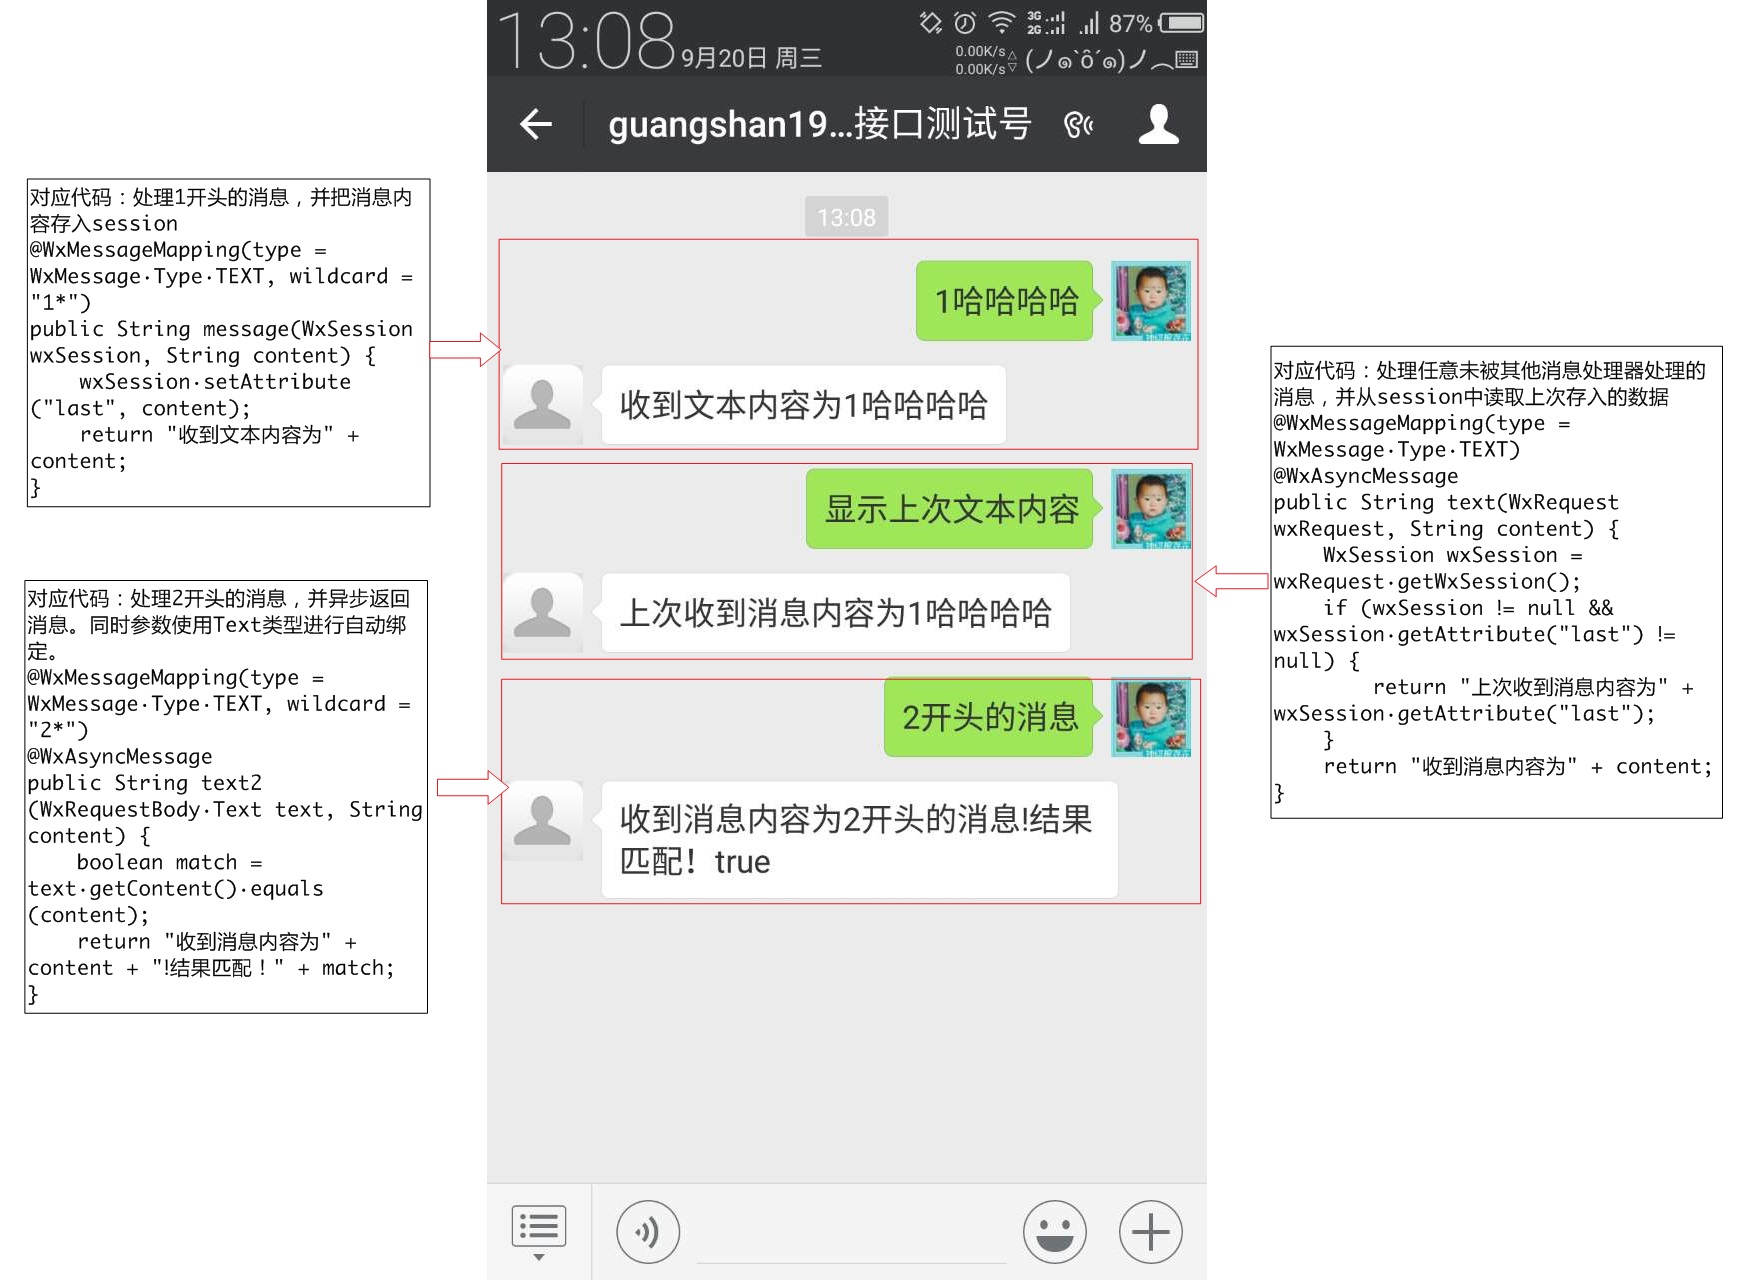 13:08 9月20日 周三
3G
2G
87%
0.00K/s
0.00K/s
(ノ๑`ȏ´๑)ノ︵
guangshan19...接口测试号
13:08
1哈哈哈哈
收到文本内容为1哈哈哈哈
显示上次文本内容
上次收到消息内容为1哈哈哈哈
2开头的消息
收到消息内容为2开头的消息!结果
匹配！true
对应代码：处理1开头的消息，并把消息内
容存入session
@WxMessageMapping(type =
WxMessage.Type.TEXT, wildcard =
"1*")
public String message(WxSession
wxSession, String content) {
    wxSession.setAttribute
("last", content);
    return "收到文本内容为" +
content;
}
对应代码：处理2开头的消息，并异步返回
消息。同时参数使用Text类型进行自动绑
定。
@WxMessageMapping(type =
WxMessage.Type.TEXT, wildcard =
"2*")
@WxAsyncMessage
public String text2
(WxRequestBody.Text text, String
content) {
    boolean match =
text.getContent().equals
(content);
    return "收到消息内容为" +
content + "!结果匹配！" + match;
}
对应代码：处理任意未被其他消息处理器处理的
消息，并从session中读取上次存入的数据
@WxMessageMapping(type =
WxMessage.Type.TEXT)
@WxAsyncMessage
public String text(WxRequest
wxRequest, String content) {
    WxSession wxSession =
wxRequest.getWxSession();
    if (wxSession != null &&
wxSession.getAttribute("last") !=
null) {
        return "上次收到消息内容为" +
wxSession.getAttribute("last");
    }
    return "收到消息内容为" + content;
}